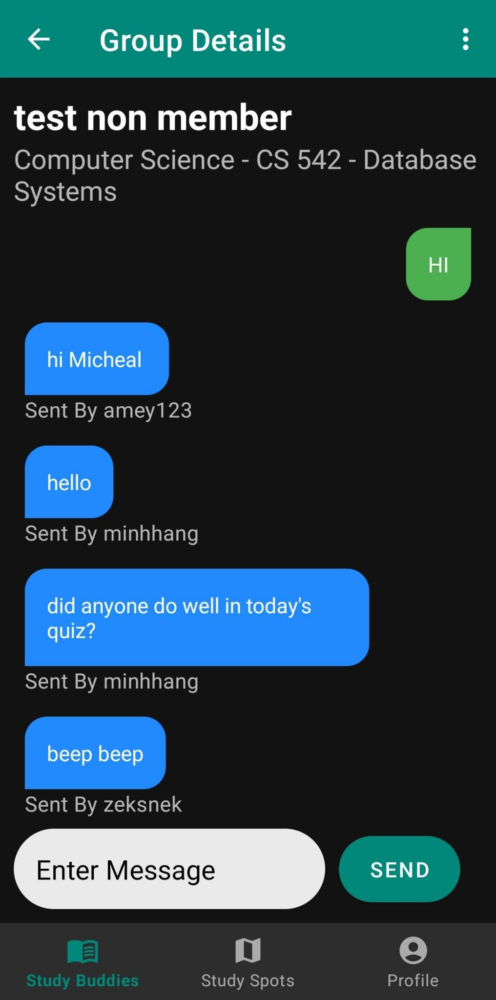 Group Details
test non member
Computer Science - CS 542 - Database
Systems
HI
hi Micheal
Sent By amey123
hello
Sent By minhhang
did anyone do well in today's
quiz?
Sent By minhhang
beep beep
Sent By zeksnek
Enter Message
SEND
Study Buddies
Study Spots
Profile